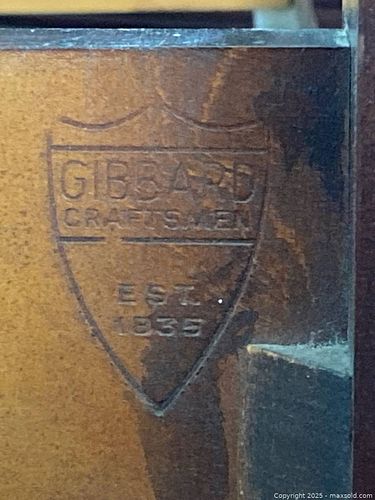 GIBBARD
CRAFTSMEN
EST.
1835
Copyright 2025 - maxsold.com